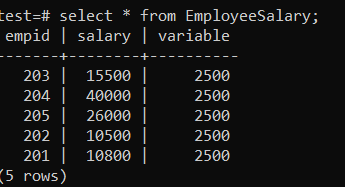 test=# select * from EmployeeSalary;
empid | salary | variable
-------+--------+----------
203 | 15500 | 2500
204 | 40000 | 2500
205 | 26000 | 2500
202 | 10500 | 2500
201 | 10800 | 2500
(5 rows)